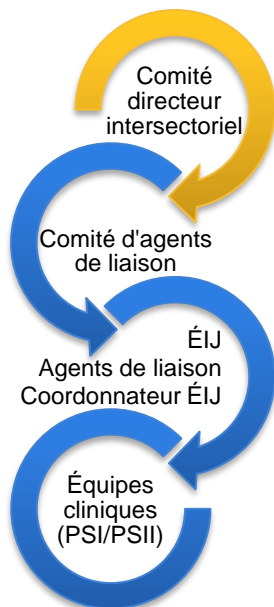 Comité
directeur
intersectoriel
Comité d'agents
de liaison
ÉIJ
Agents de liaison
Coordonnateur ÉIJ
Équipes
cliniques
(PSI/PSII)